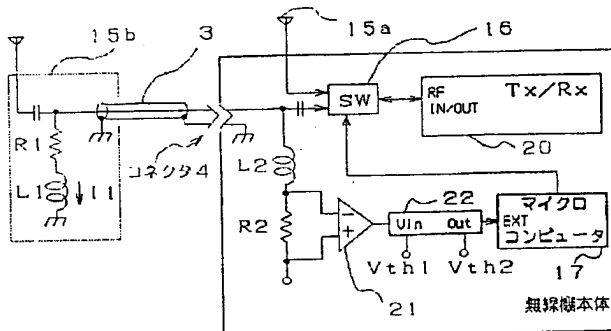 15b
3
15a
16
SW
RF
IN/OUT
Tx/Rx
20
R1
L1
I1
コネクタ4
L2
R2
22
Vin
Out
Vth1
Vth2
21
マイクロ
EXT
コンピュータ
17
無線機本体